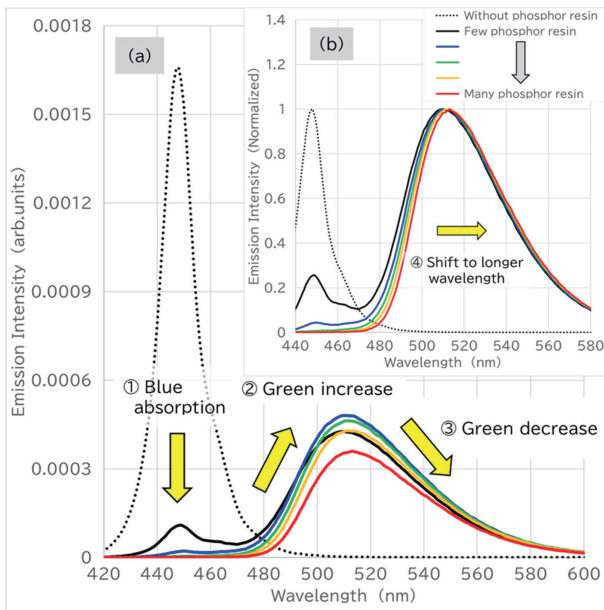 (a)
Emission Intensity (arb.units)
0.0018
0.0015
0.0012
0.0009
0.0006
0.0003
0
420
440
460
480
500
520
540
560
580
600
Wavelength (nm)
① Blue
absorption
② Green increase
③ Green decrease
(b)
Without phosphor resin
Few phosphor resin
Many phosphor resin
Emission Intensity (Normalized)
1.4
1.2
1
0.8
0.6
0.4
0.2
0
440
460
480
500
520
540
560
580
Wavelength (nm)
④ Shift to longer
wavelength